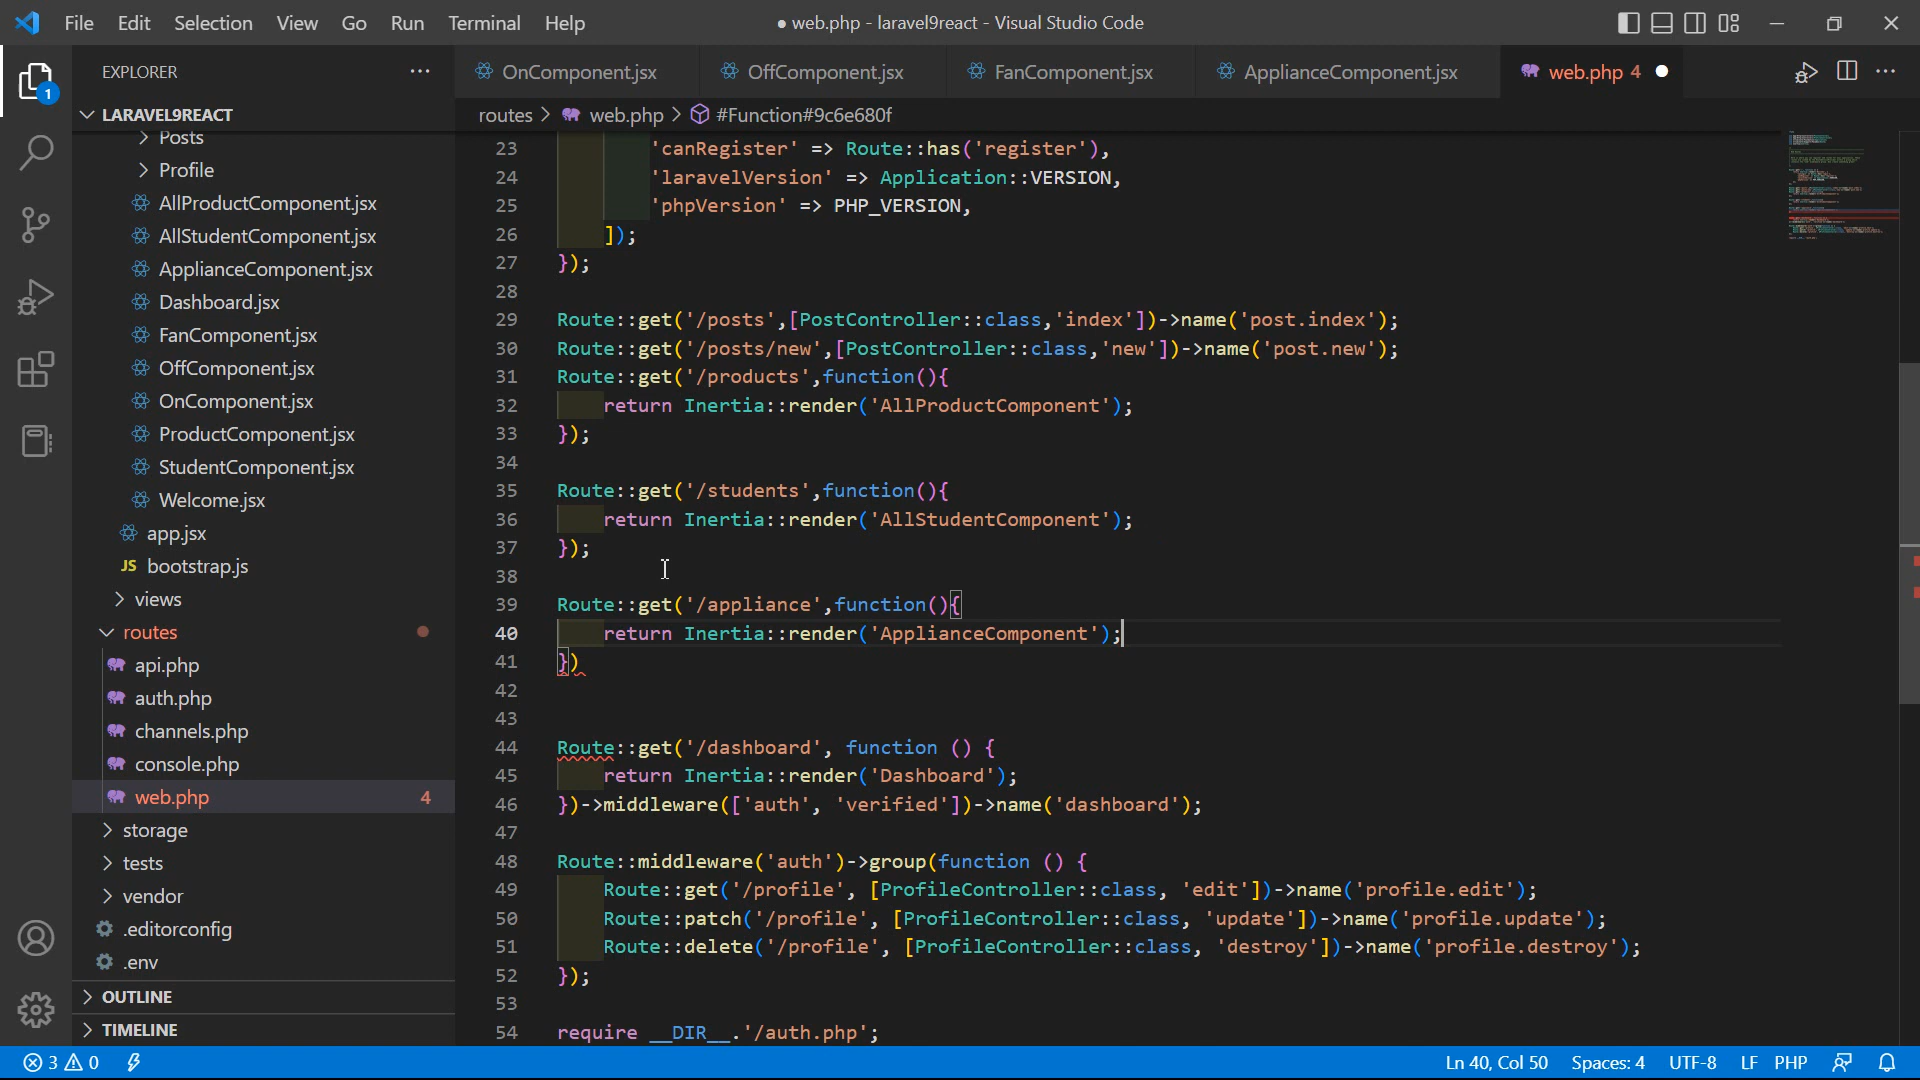 File Edit Selection View Go Run Terminal Help
● web.php - laravel9react - Visual Studio Code
EXPLORER
OnComponent.jsx
OffComponent.jsx
FanComponent.jsx
ApplianceComponent.jsx
web.php 4
1
LARAVEL9REACT
routes > web.php > #Function#9c6e680f
Posts
Profile
AllProductComponent.jsx
AllStudentComponent.jsx
ApplianceComponent.jsx
Dashboard.jsx
FanComponent.jsx
OffComponent.jsx
OnComponent.jsx
ProductComponent.jsx
StudentComponent.jsx
Welcome.jsx
app.jsx
JS bootstrap.js
views
routes
api.php
auth.php
channels.php
console.php
web.php 4
storage
tests
vendor
.editorconfig
.env
OUTLINE
TIMELINE
23 'canRegister' => Route::has('register'),
24 'laravelVersion' => Application::VERSION,
25 'phpVersion' => PHP_VERSION,
26 ]);
27 });
28
29 Route::get('/posts',[PostController::class,'index'])->name('post.index');
30 Route::get('/posts/new',[PostController::class,'new'])->name('post.new');
31 Route::get('/products',function(){
32 return Inertia::render('AllProductComponent');
33 });
34
35 Route::get('/students',function(){
36 return Inertia::render('AllStudentComponent');
37 });
38
39 Route::get('/appliance',function(){
40 return Inertia::render('ApplianceComponent');
41 })
42
43
44 Route::get('/dashboard', function () {
45 return Inertia::render('Dashboard');
46 })->middleware(['auth', 'verified'])->name('dashboard');
47
48 Route::middleware('auth')->group(function () {
49 Route::get('/profile', [ProfileController::class, 'edit'])->name('profile.edit');
50 Route::patch('/profile', [ProfileController::class, 'update'])->name('profile.update');
51 Route::delete('/profile', [ProfileController::class, 'destroy'])->name('profile.destroy');
52 });
53
54 require __DIR__.'/auth.php';
3 0
Ln 40, Col 50 Spaces: 4 UTF-8 LF PHP